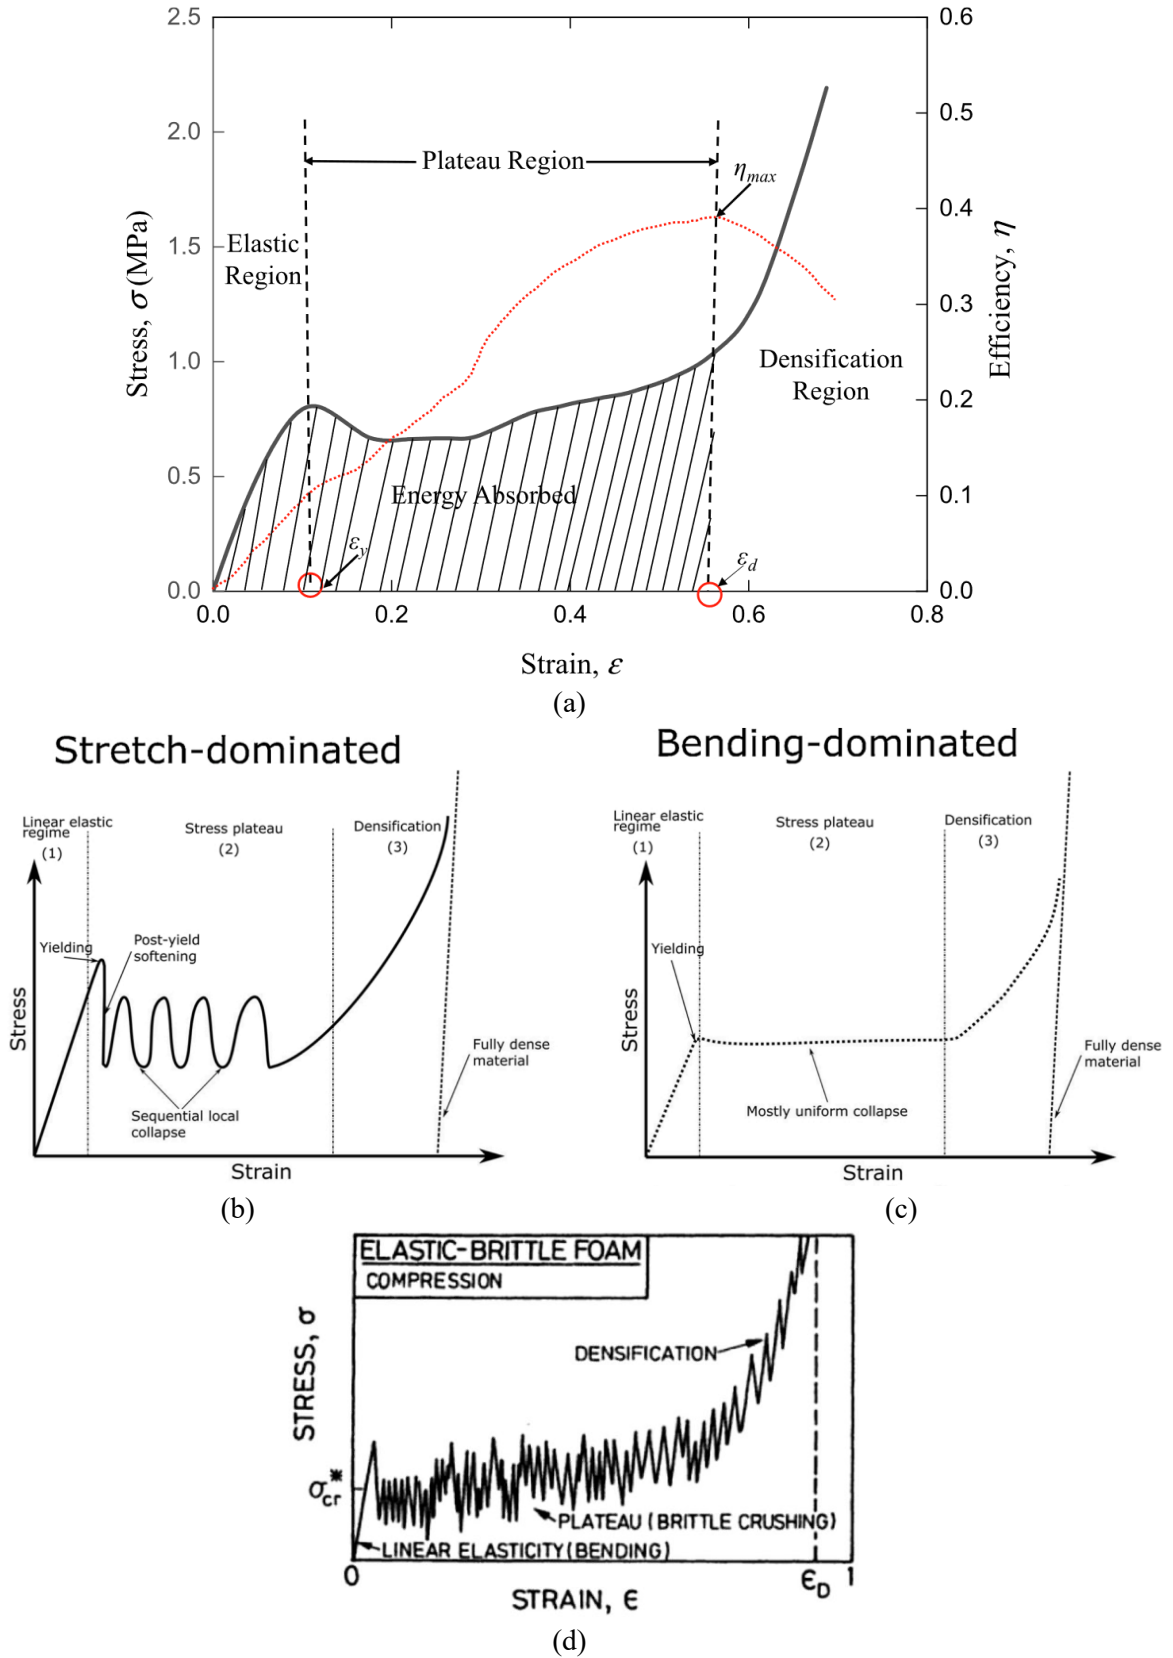 2.5
0.6
0.5
2.0
Plateau Region
η max
0.4
Elastic
Region
1.5
Stress, σ (MPa)
Efficiency, η
0.3
1.0
Densification
Region
0.2
0.5
Energy Absorbed
0.1
εy
εd
0.0
0.0
0.0
0.2
0.4
0.6
0.8
Strain, ε
(a)
Stretch-dominated
Linear elastic
regime
(1)
Stress plateau
(2)
Densification
(3)
Yielding
Post-yield
softening
Stress
Fully dense
material
Sequential local
collapse
Strain
(b)
Bending-dominated
Linear elastic
regime
(1)
Stress plateau
(2)
Densification
(3)
Yielding
Stress
Fully dense
material
Mostly uniform collapse
Strain
(c)
ELASTIC-BRITTLE FOAM
COMPRESSION
STRESS, σ
DENSIFICATION
σcr*
PLATEAU (BRITTLE CRUSHING)
LINEAR ELASTICITY (BENDING)
0
ϵD
1
STRAIN, ϵ
(d)